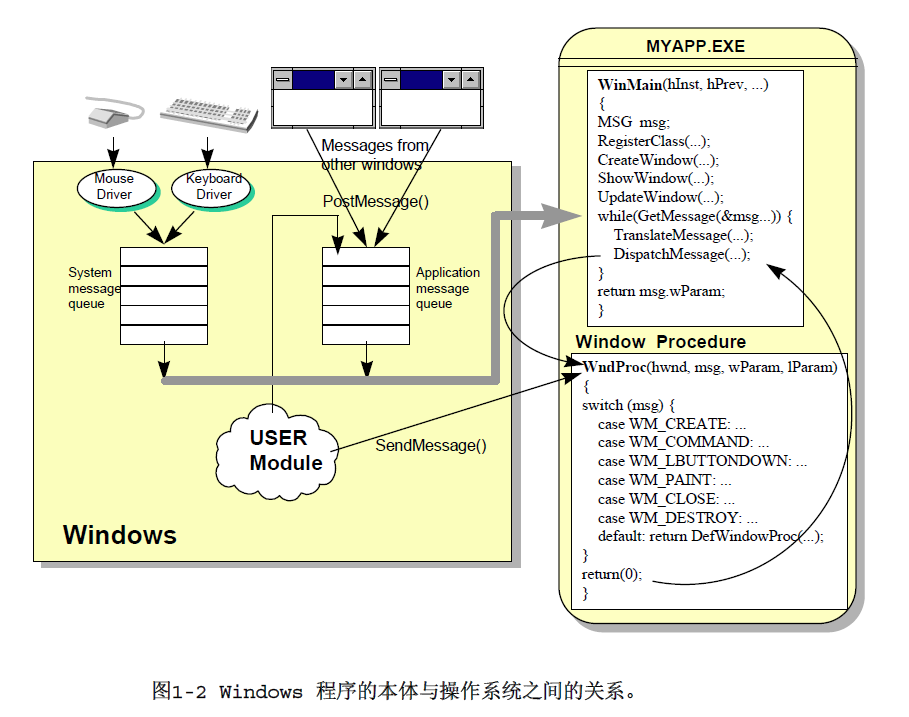 Messages from
other windows
Mouse
Driver
Keyboard
Driver
PostMessage()
System
message
queue
Application
message
queue
USER
Module
SendMessage()
Windows
MYAPP.EXE
WinMain(hInst, hPrev, ...)
{
MSG msg;
RegisterClass(...);
CreateWindow(...);
ShowWindow(...);
UpdateWindow(...);
while(GetMessage(&msg...)) {
TranslateMessage(...);
DispatchMessage(...);
}
return msg.wParam;
}
Window Procedure
WndProc(hwnd, msg, wParam, lParam)
{
switch (msg) {
case WM_CREATE: ...
case WM_COMMAND: ...
case WM_LBUTTONDOWN: ...
case WM_PAINT: ...
case WM_CLOSE: ...
case WM_DESTROY: ...
default: return DefWindowProc(...);
}
return(0);
}
图1-2 Windows 程序的本体与操作系统之间的关系。